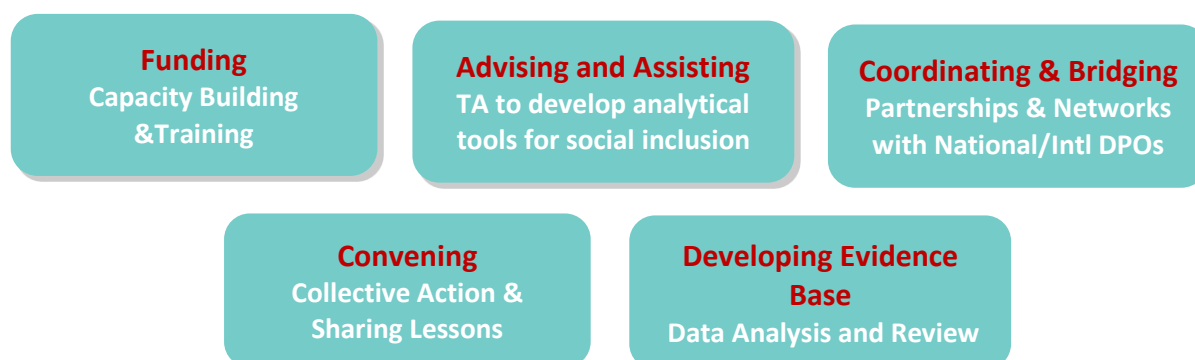 Funding
Capacity Building
&Training
Advising and Assisting
TA to develop analytical
tools for social inclusion
Coordinating & Bridging
Partnerships & Networks
with National/Intl DPOs
Convening
Collective Action &
Sharing Lessons
Developing Evidence
Base
Data Analysis and Review